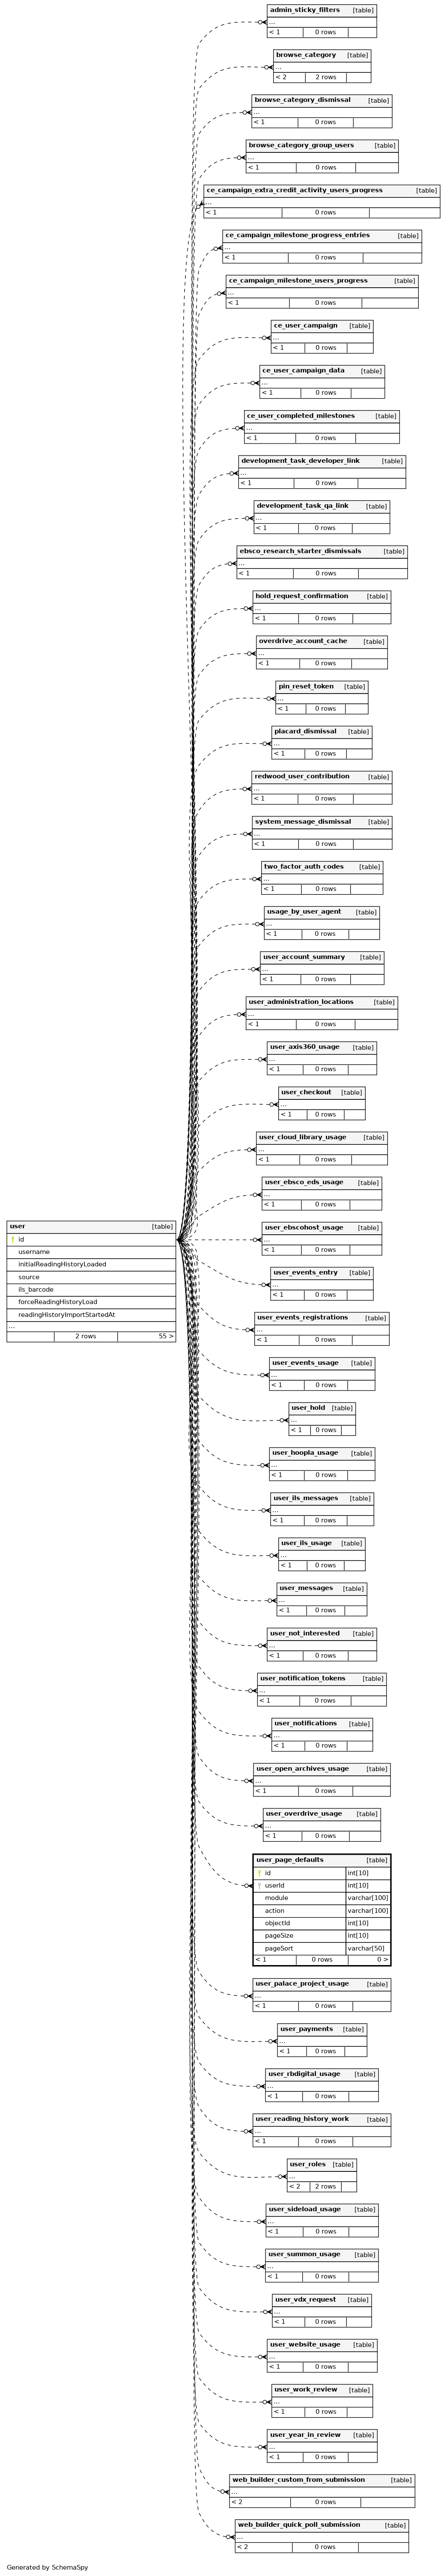 admin_sticky_filters [table]
...
< 1 0 rows
browse_category [table]
...
< 2 2 rows
browse_category_dismissal [table]
...
< 1 0 rows
browse_category_group_users [table]
...
< 1 0 rows
ce_campaign_extra_credit_activity_users_progress [table]
...
< 1 0 rows
ce_campaign_milestone_progress_entries [table]
...
< 1 0 rows
ce_campaign_milestone_users_progress [table]
...
< 1 0 rows
ce_user_campaign [table]
...
< 1 0 rows
ce_user_campaign_data [table]
...
< 1 0 rows
ce_user_completed_milestones [table]
...
< 1 0 rows
development_task_developer_link [table]
...
< 1 0 rows
development_task_qa_link [table]
...
< 1 0 rows
ebsco_research_starter_dismissals [table]
...
< 1 0 rows
hold_request_confirmation [table]
...
< 1 0 rows
overdrive_account_cache [table]
...
< 1 0 rows
pin_reset_token [table]
...
< 1 0 rows
placard_dismissal [table]
...
< 1 0 rows
redwood_user_contribution [table]
...
< 1 0 rows
system_message_dismissal [table]
...
< 1 0 rows
two_factor_auth_codes [table]
...
< 1 0 rows
usage_by_user_agent [table]
...
< 1 0 rows
user_account_summary [table]
...
< 1 0 rows
user_administration_locations [table]
...
< 1 0 rows
user_axis360_usage [table]
...
< 1 0 rows
user_checkout [table]
...
< 1 0 rows
user_cloud_library_usage [table]
...
< 1 0 rows
user_ebsco_eds_usage [table]
...
< 1 0 rows
user [table]
id
username
initialReadingHistoryLoaded
source
ils_barcode
forceReadingHistoryLoad
readingHistoryImportStartedAt
...
2 rows 55 >
user_ebscohost_usage [table]
...
< 1 0 rows
user_events_entry [table]
...
< 1 0 rows
user_events_registrations [table]
...
< 1 0 rows
user_events_usage [table]
...
< 1 0 rows
user_hold [table]
...
< 1 0 rows
user_hoopla_usage [table]
...
< 1 0 rows
user_ils_messages [table]
...
< 1 0 rows
user_ils_usage [table]
...
< 1 0 rows
user_messages [table]
...
< 1 0 rows
user_not_interested [table]
...
< 1 0 rows
user_notification_tokens [table]
...
< 1 0 rows
user_notifications [table]
...
< 1 0 rows
user_open_archives_usage [table]
...
< 1 0 rows
user_overdrive_usage [table]
...
< 1 0 rows
user_page_defaults [table]
id int[10]
userId int[10]
module varchar[100]
action varchar[100]
objectId int[10]
pageSize int[10]
pageSort varchar[50]
< 1 0 rows 0 >
user_palace_project_usage [table]
...
< 1 0 rows
user_payments [table]
...
< 1 0 rows
user_rbdigital_usage [table]
...
< 1 0 rows
user_reading_history_work [table]
...
< 1 0 rows
user_roles [table]
...
< 2 2 rows
user_sideload_usage [table]
...
< 1 0 rows
user_summon_usage [table]
...
< 1 0 rows
user_vdx_request [table]
...
< 1 0 rows
user_website_usage [table]
...
< 1 0 rows
user_work_review [table]
...
< 1 0 rows
user_year_in_review [table]
...
< 1 0 rows
web_builder_custom_from_submission [table]
...
< 2 0 rows
web_builder_quick_poll_submission [table]
...
< 2 0 rows
Generated by SchemaSpy